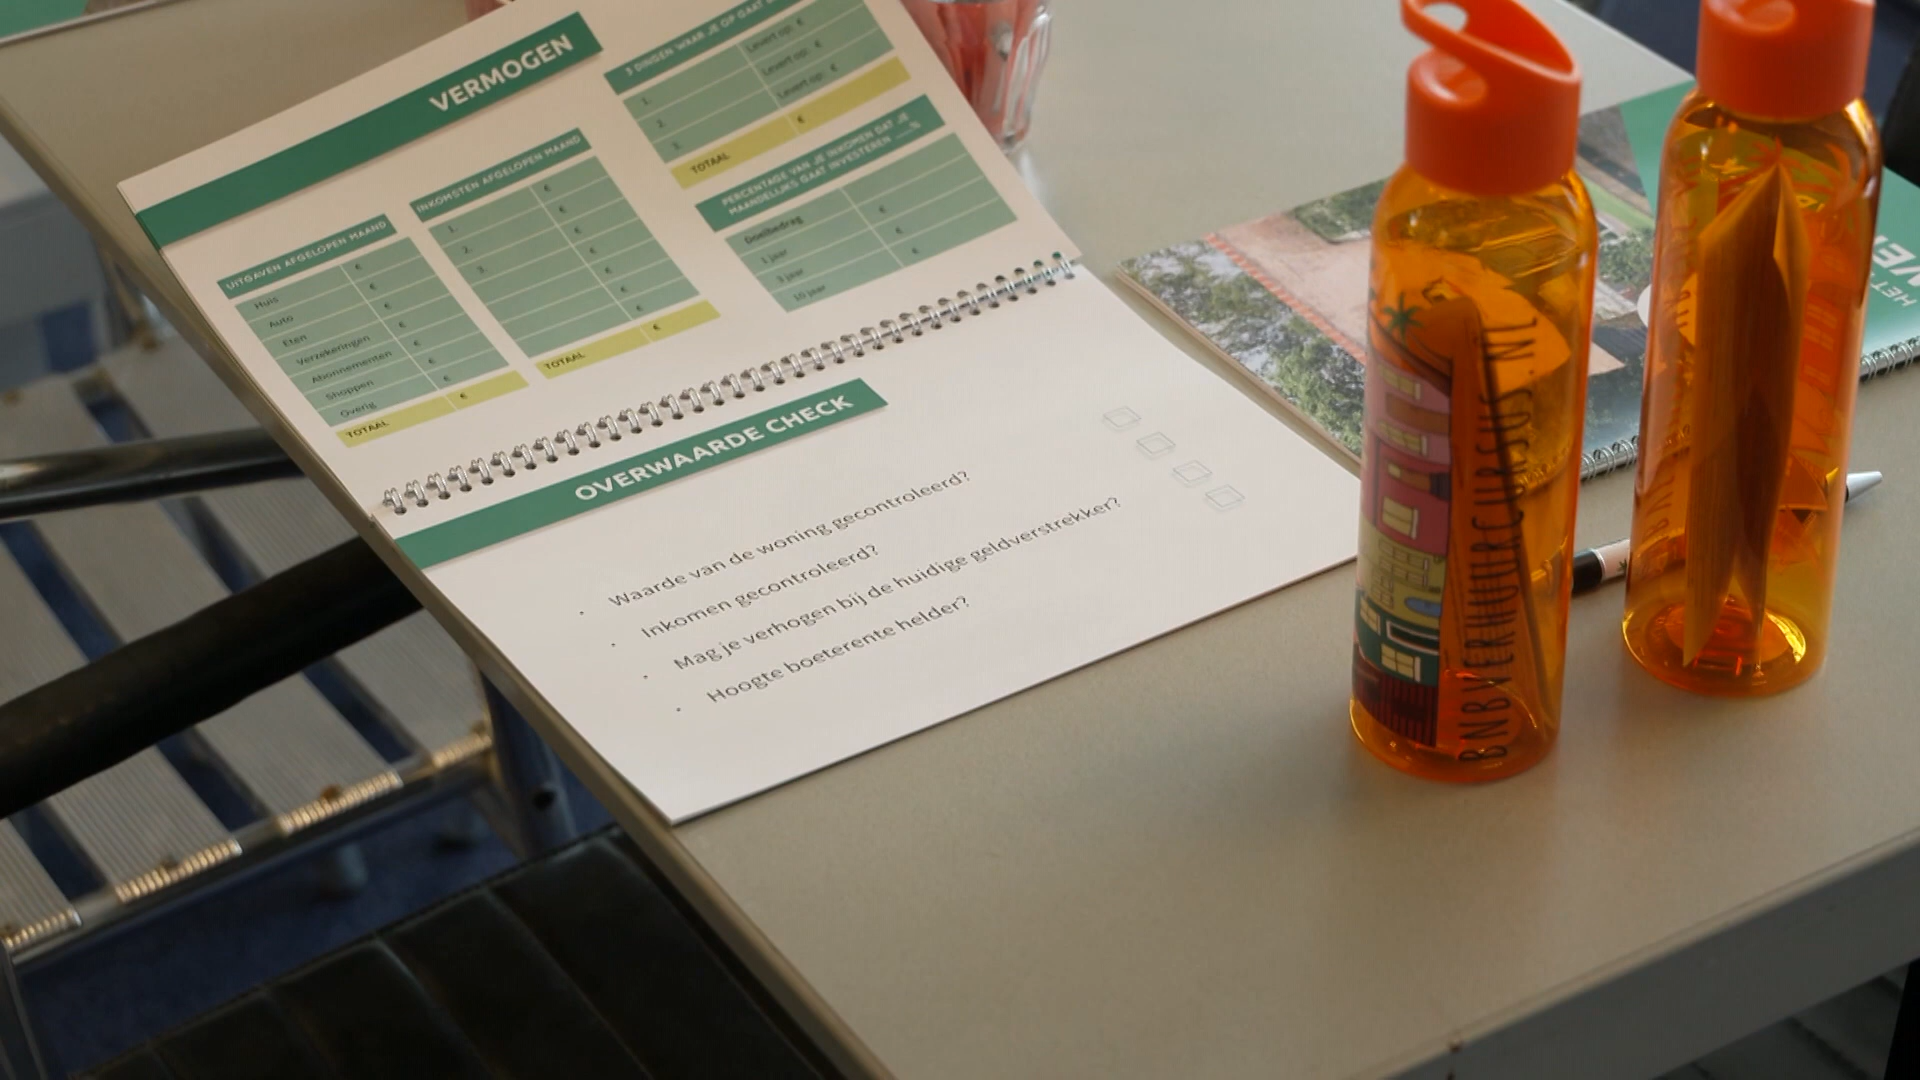 VERMOGEN
UITGAVEN AFGELOPEN MAAND
Huis €
Auto €
Eten €
Verzekeringen €
Abonnementen €
Shoppen €
Overig €
TOTAAL €
INKOMSTEN AFGELOPEN MAAND
1. €
2. €
3. €
€
€
€
TOTAAL €
3 DINGEN WAAR JE OP GAAT
1. Levert op: €
2. Levert op: €
3. Levert op: €
TOTAAL €
PERCENTAGE VAN JE INKOMEN DAT JE
MAANDELIJKS GAAT INVESTEREN ___%
Doelbedrag
1 jaar €
3 jaar €
10 jaar €
OVERWAARDE CHECK
• Waarde van de woning gecontroleerd?
• Inkomen gecontroleerd?
• Mag je verhogen bij de huidige geldverstrekker?
• Hoogte boeterente helder?
BNBVERHUURCURSUS.NL
HET